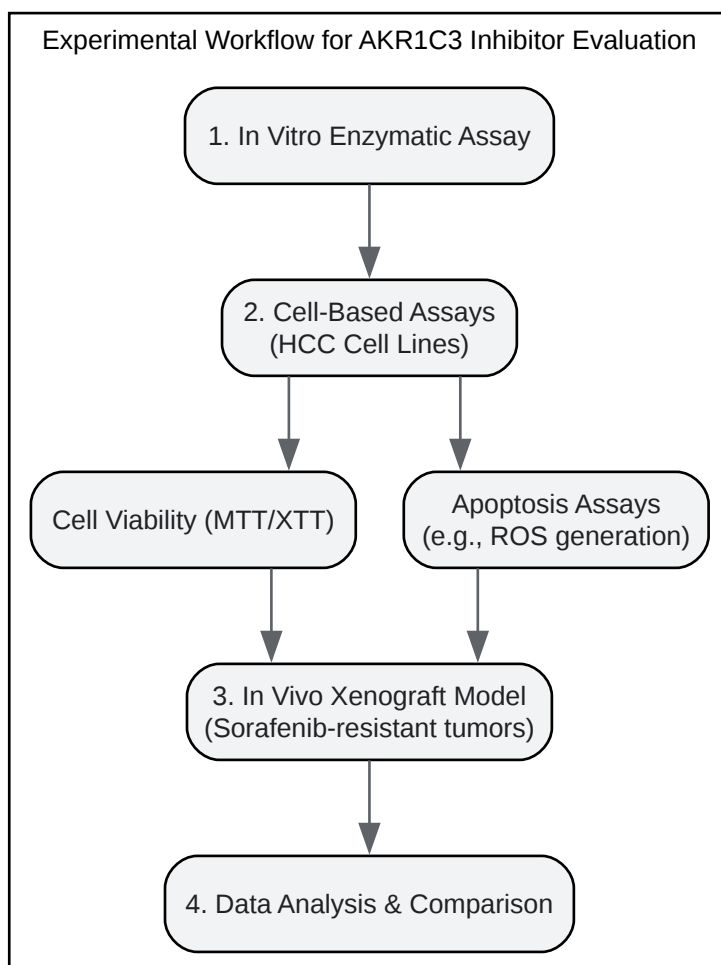 Experimental Workflow for AKR1C3 Inhibitor Evaluation
1. In Vitro Enzymatic Assay
2. Cell-Based Assays
(HCC Cell Lines)
Cell Viability (MTT/XTT)
Apoptosis Assays
(e.g., ROS generation)
3. In Vivo Xenograft Model
(Sorafenib-resistant tumors)
4. Data Analysis & Comparison